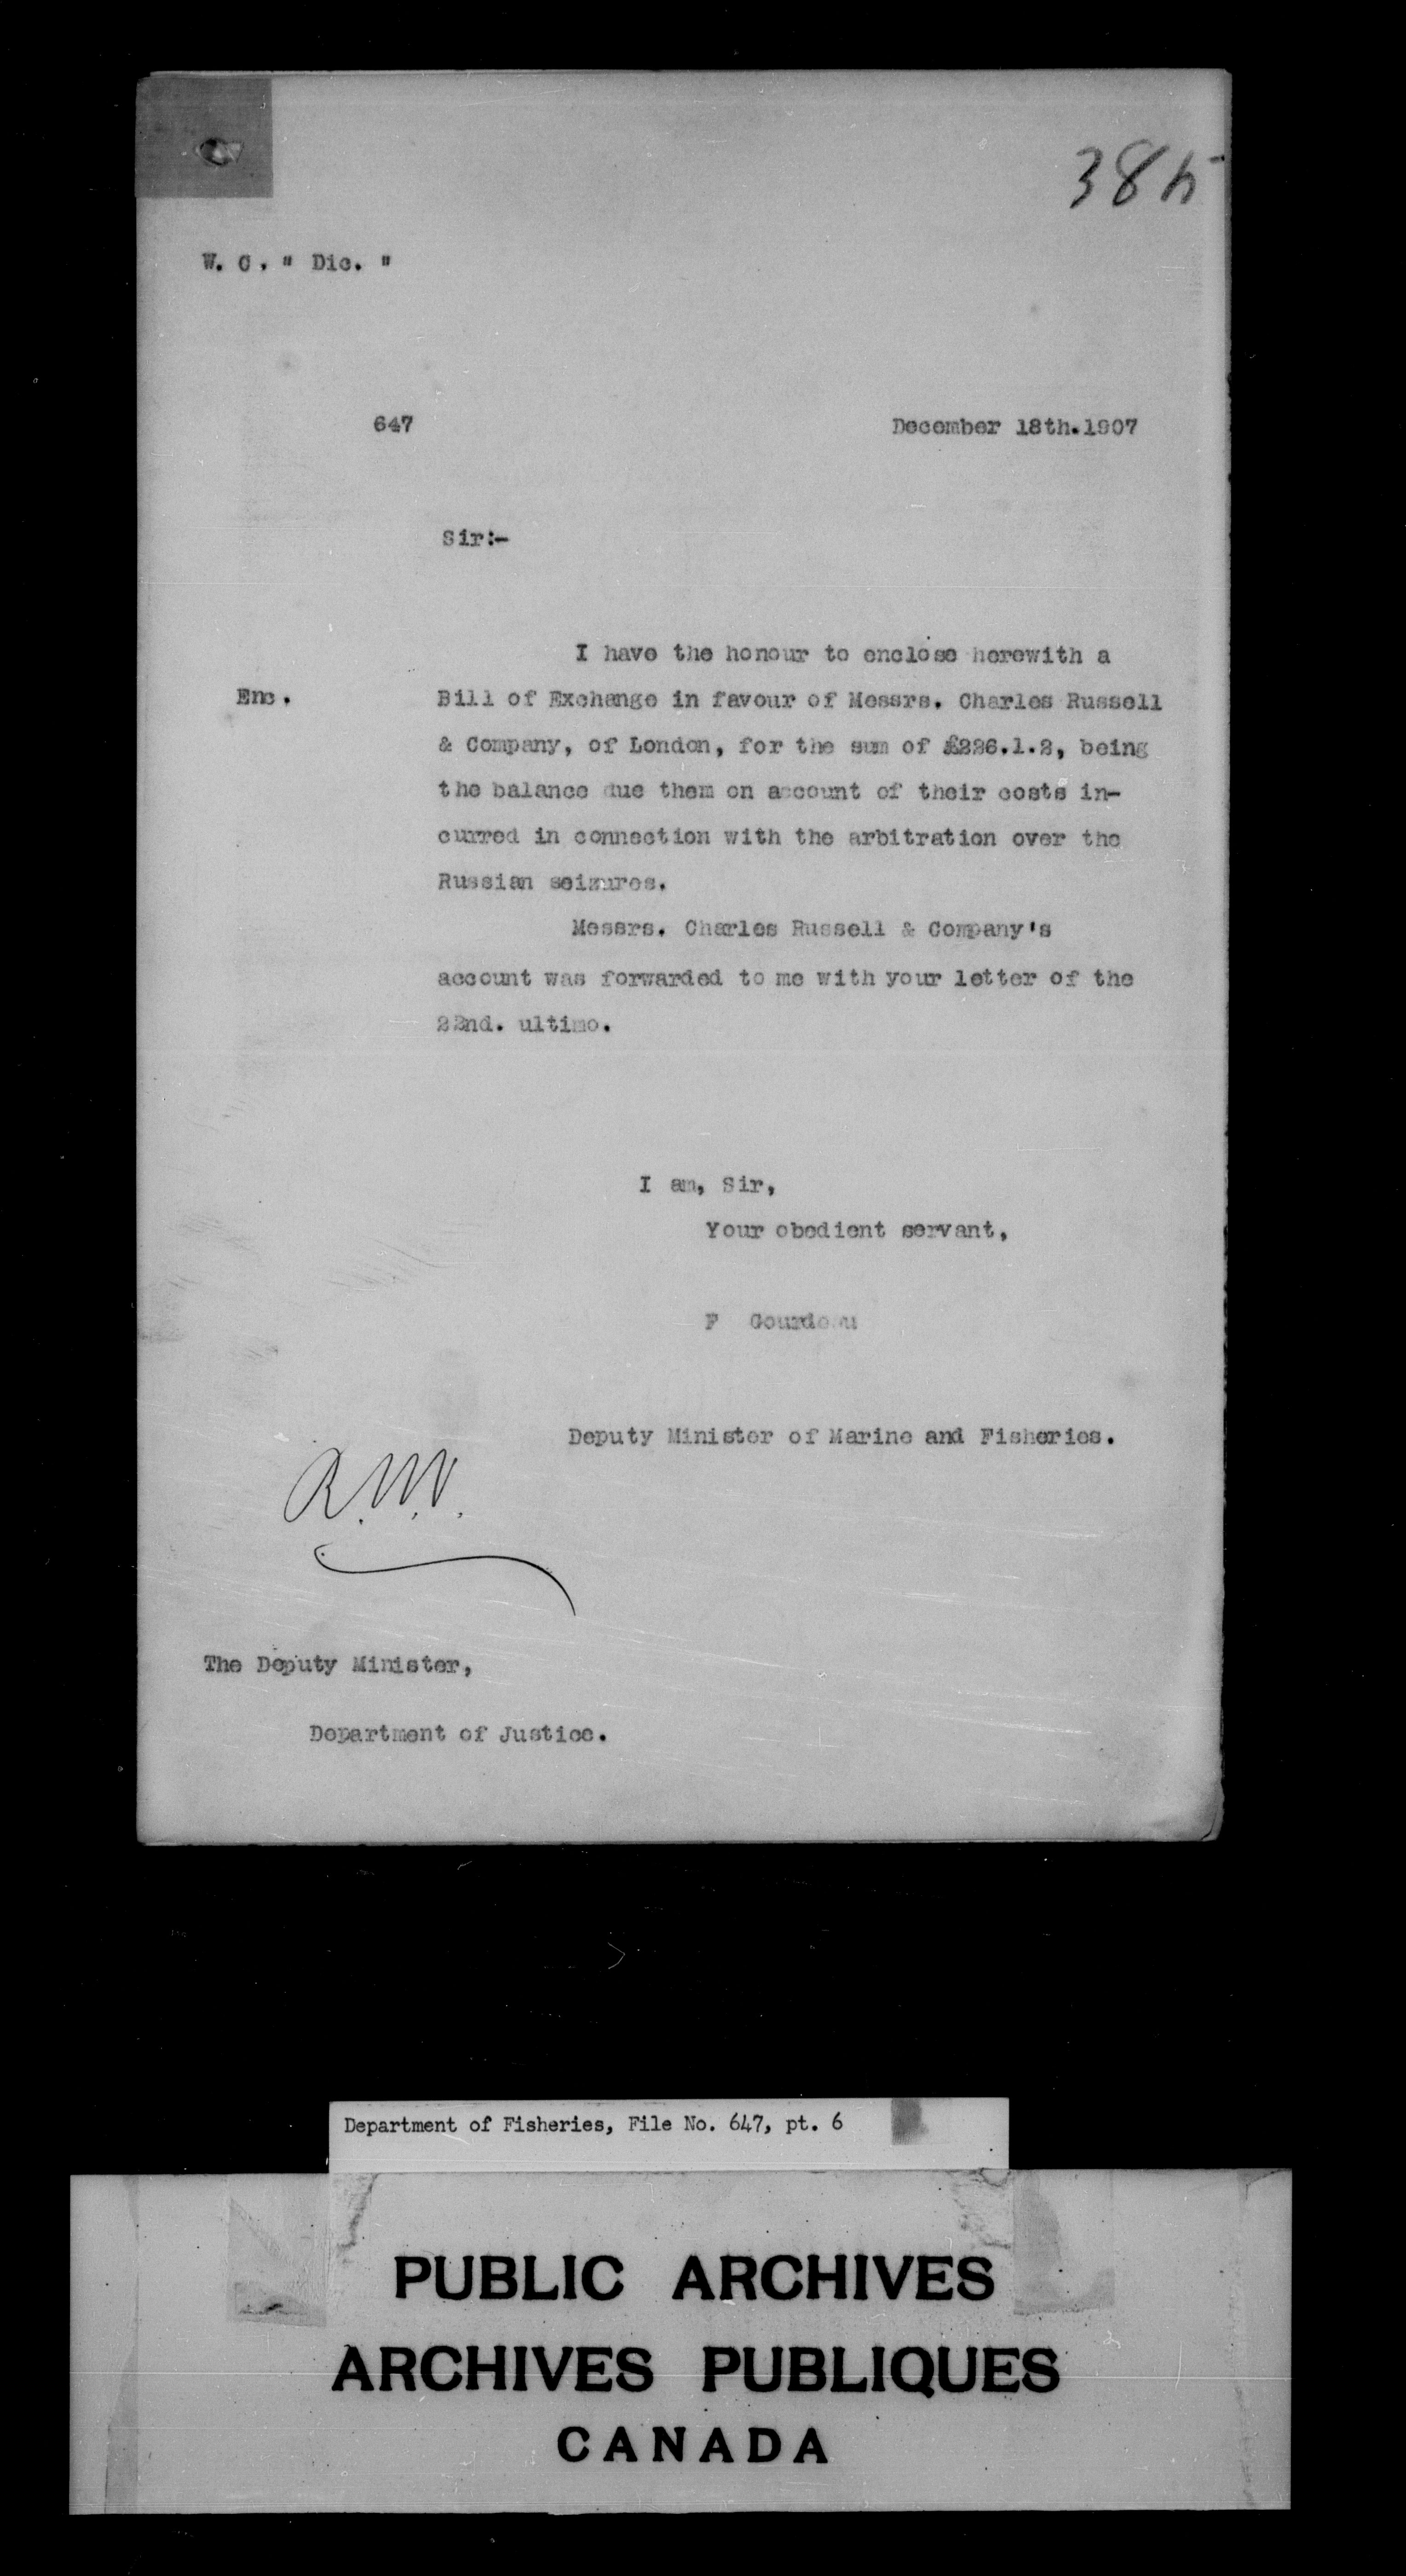 385
W. C. " Dic. "
647 December 18th.1907
Sir:-
I have the honour to enclose herewith a
Enc. Bill of Exchange in favour of Messrs. Charles Russell
& Company, of London, for the sum of £226.1.2, being
the balance due them on account of their costs in-
curred in connection with the arbitration over the
Russian seizures.
Messrs. Charles Russell & Company's
account was forwarded to me with your letter of the
22nd. ultimo.
I am, Sir,
Your obedient servant,
F Gourdeau
Deputy Minister of Marine and Fisheries.
R.W.V.
The Deputy Minister,
Department of Justice.
Department of Fisheries, File No. 647, pt. 6
PUBLIC ARCHIVES
ARCHIVES PUBLIQUES
CANADA